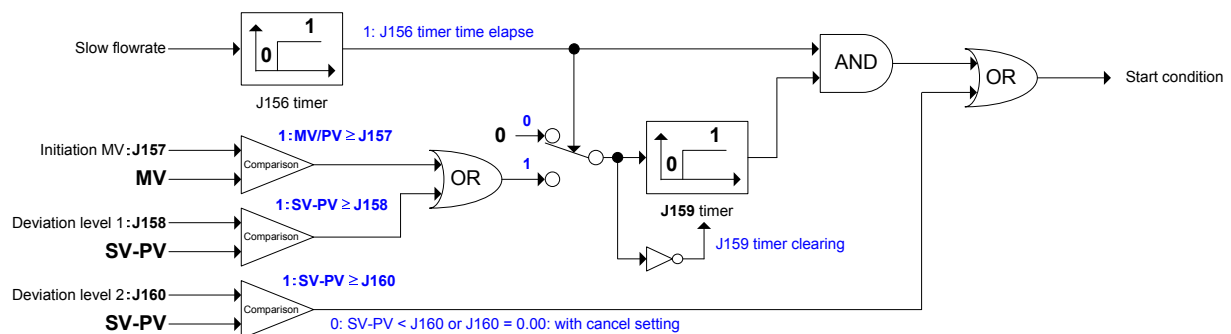 Slow flowrate
0
1
J156 timer
1: J156 timer time elapse
AND
OR
Start condition
Initiation MV:J157
MV
Comparison
1:MV/PV ≥ J157
OR
0
0
1
0
1
J159 timer
J159 timer clearing
Deviation level 1:J158
SV-PV
Comparison
1:SV-PV ≥ J158
Deviation level 2:J160
SV-PV
Comparison
1:SV-PV ≥ J160
0: SV-PV < J160 or J160 = 0.00: with cancel setting